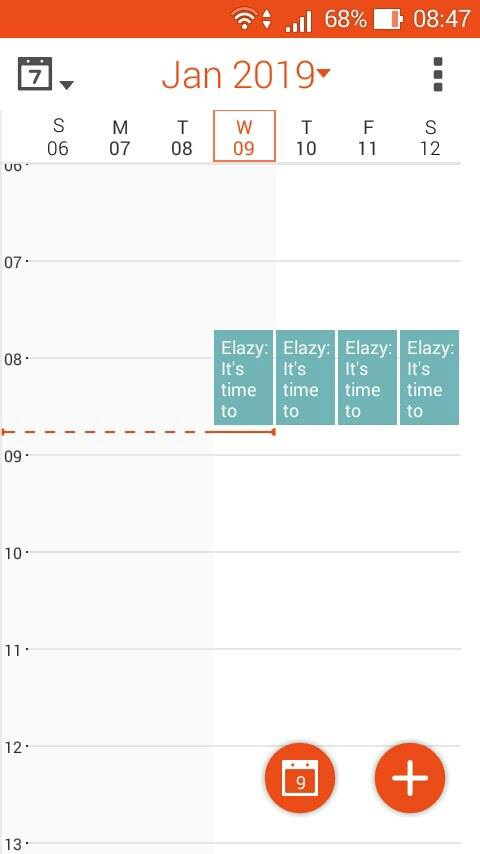 68% 08:47
7 Jan 2019
S M T W T F S
06 07 08 09 10 11 12
06
07
08
Elazy: Elazy: Elazy: Elazy:
It's It's It's It's
time time time time
to to to to
09
10
11
12
9
13